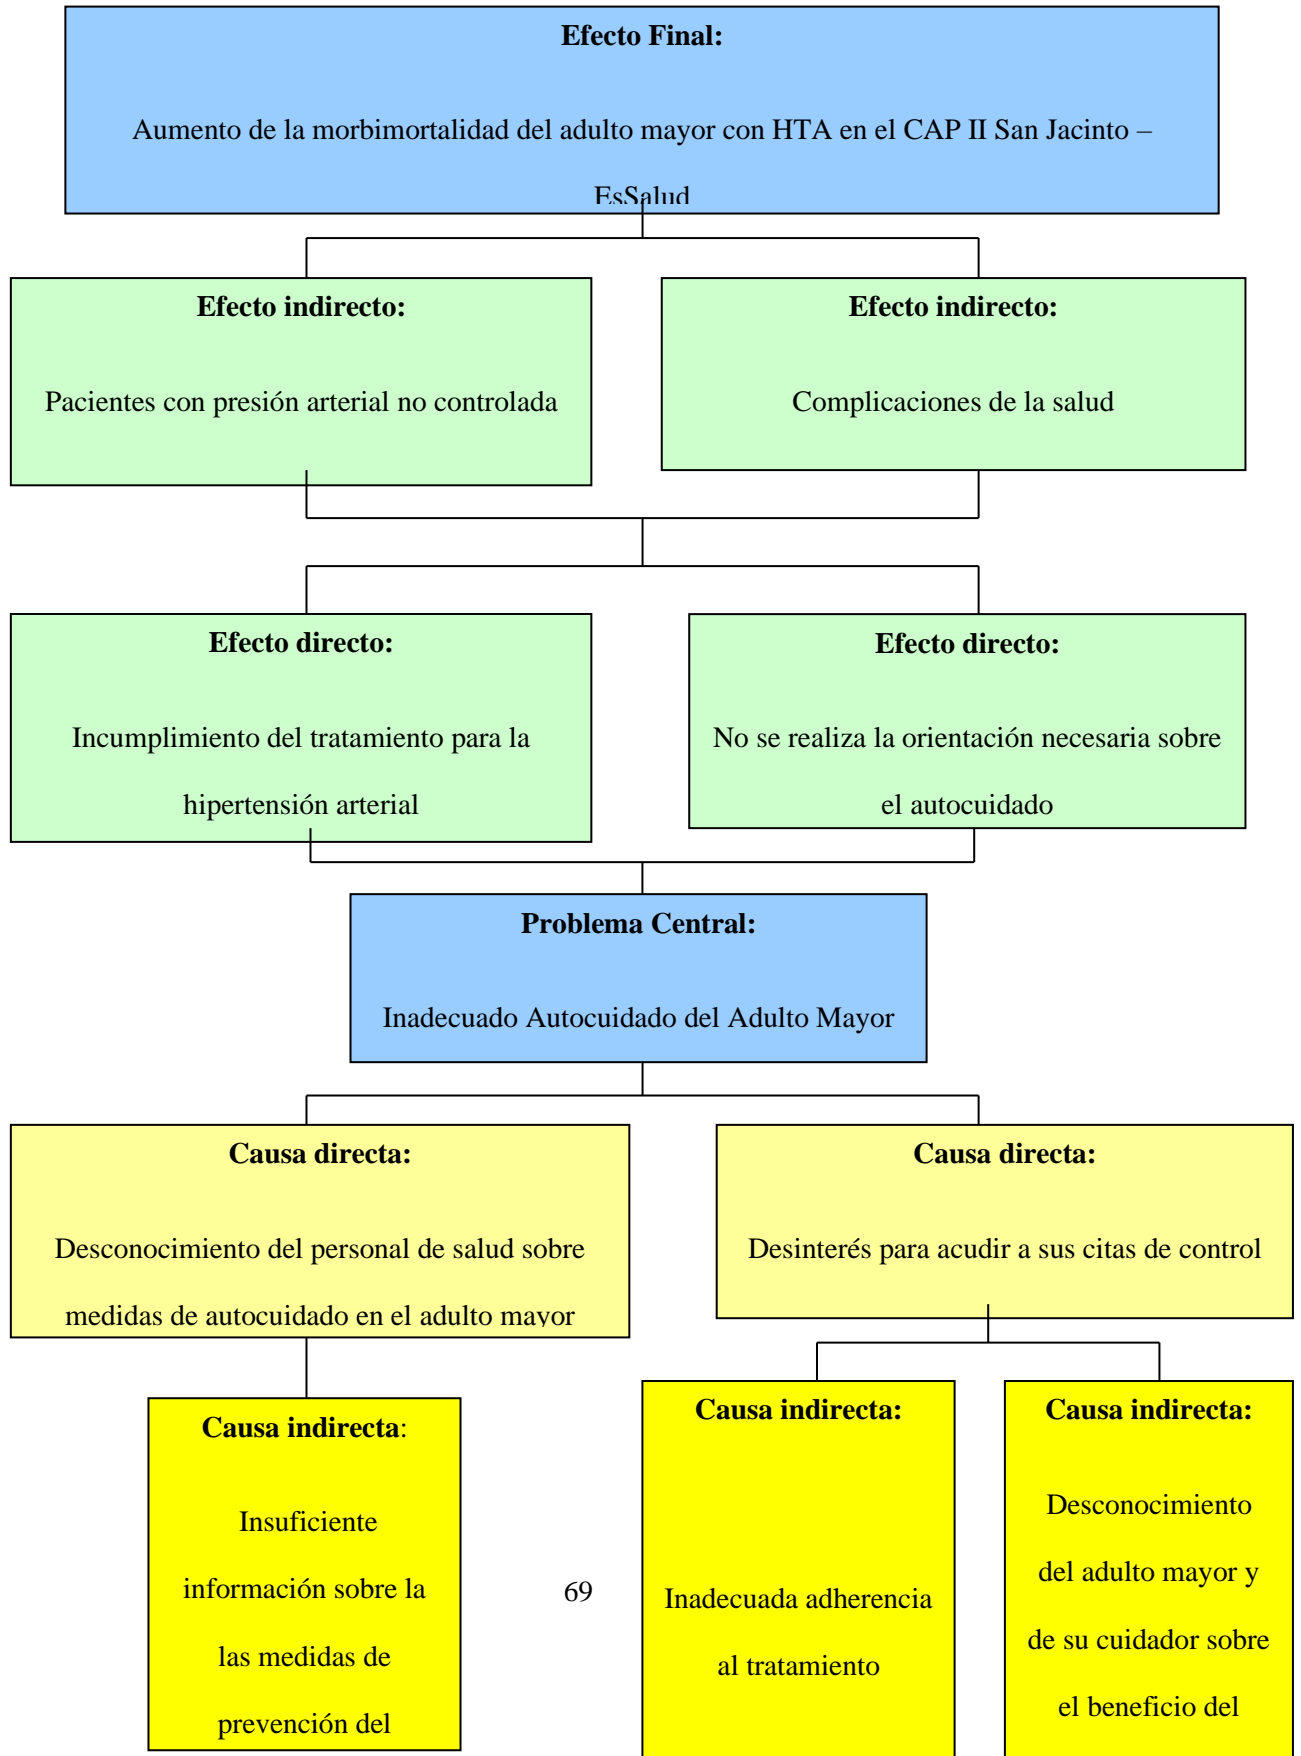 Efecto Final:
Aumento de la morbimortalidad del adulto mayor con HTA en el CAP II San Jacinto –
EsSalud
Efecto indirecto:
Pacientes con presión arterial no controlada
Efecto indirecto:
Complicaciones de la salud
Efecto directo:
Incumplimiento del tratamiento para la
hipertensión arterial
Efecto directo:
No se realiza la orientación necesaria sobre
el autocuidado
Problema Central:
Inadecuado Autocuidado del Adulto Mayor
Causa directa:
Desconocimiento del personal de salud sobre
medidas de autocuidado en el adulto mayor
Causa directa:
Desinterés para acudir a sus citas de control
Causa indirecta:
Insuficiente
información sobre la
las medidas de
prevención del
69
Causa indirecta:
Inadecuada adherencia
al tratamiento
Causa indirecta:
Desconocimiento
del adulto mayor y
de su cuidador sobre
el beneficio del